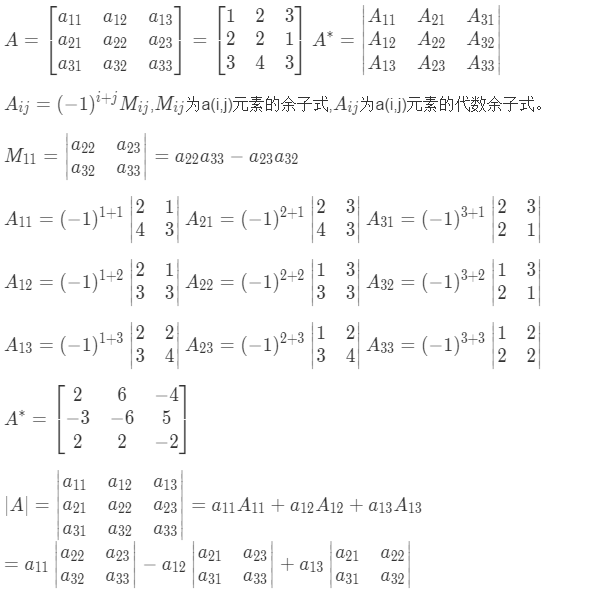 $A = \begin{bmatrix} a_{11} & a_{12} & a_{13} \\ a_{21} & a_{22} & a_{23} \\ a_{31} & a_{32} & a_{33} \end{bmatrix} = \begin{bmatrix} 1 & 2 & 3 \\ 2 & 2 & 1 \\ 3 & 4 & 3 \end{bmatrix} A^* = \begin{vmatrix} A_{11} & A_{21} & A_{31} \\ A_{12} & A_{22} & A_{32} \\ A_{13} & A_{23} & A_{33} \end{vmatrix}$
$A_{ij} = (-1)^{i+j} M_{ij}$,$M_{ij}$为a(i,j)元素的余子式,$A_{ij}$为a(i,j)元素的代数余子式。
$M_{11} = \begin{vmatrix} a_{22} & a_{23} \\ a_{32} & a_{33} \end{vmatrix} = a_{22}a_{33} - a_{23}a_{32}$
$A_{11} = (-1)^{1+1} \begin{vmatrix} 2 & 1 \\ 4 & 3 \end{vmatrix} A_{21} = (-1)^{2+1} \begin{vmatrix} 2 & 3 \\ 4 & 3 \end{vmatrix} A_{31} = (-1)^{3+1} \begin{vmatrix} 2 & 3 \\ 2 & 1 \end{vmatrix}$
$A_{12} = (-1)^{1+2} \begin{vmatrix} 2 & 1 \\ 3 & 3 \end{vmatrix} A_{22} = (-1)^{2+2} \begin{vmatrix} 1 & 3 \\ 3 & 3 \end{vmatrix} A_{32} = (-1)^{3+2} \begin{vmatrix} 1 & 3 \\ 2 & 1 \end{vmatrix}$
$A_{13} = (-1)^{1+3} \begin{vmatrix} 2 & 2 \\ 3 & 4 \end{vmatrix} A_{23} = (-1)^{2+3} \begin{vmatrix} 1 & 2 \\ 3 & 4 \end{vmatrix} A_{33} = (-1)^{3+3} \begin{vmatrix} 1 & 2 \\ 2 & 2 \end{vmatrix}$
$A^* = \begin{bmatrix} 2 & 6 & -4 \\ -3 & -6 & 5 \\ 2 & 2 & -2 \end{bmatrix}$
$|A| = \begin{vmatrix} a_{11} & a_{12} & a_{13} \\ a_{21} & a_{22} & a_{23} \\ a_{31} & a_{32} & a_{33} \end{vmatrix} = a_{11}A_{11} + a_{12}A_{12} + a_{13}A_{13}$
$= a_{11} \begin{vmatrix} a_{22} & a_{23} \\ a_{32} & a_{33} \end{vmatrix} - a_{12} \begin{vmatrix} a_{21} & a_{23} \\ a_{31} & a_{33} \end{vmatrix} + a_{13} \begin{vmatrix} a_{21} & a_{22} \\ a_{31} & a_{32} \end{vmatrix}$